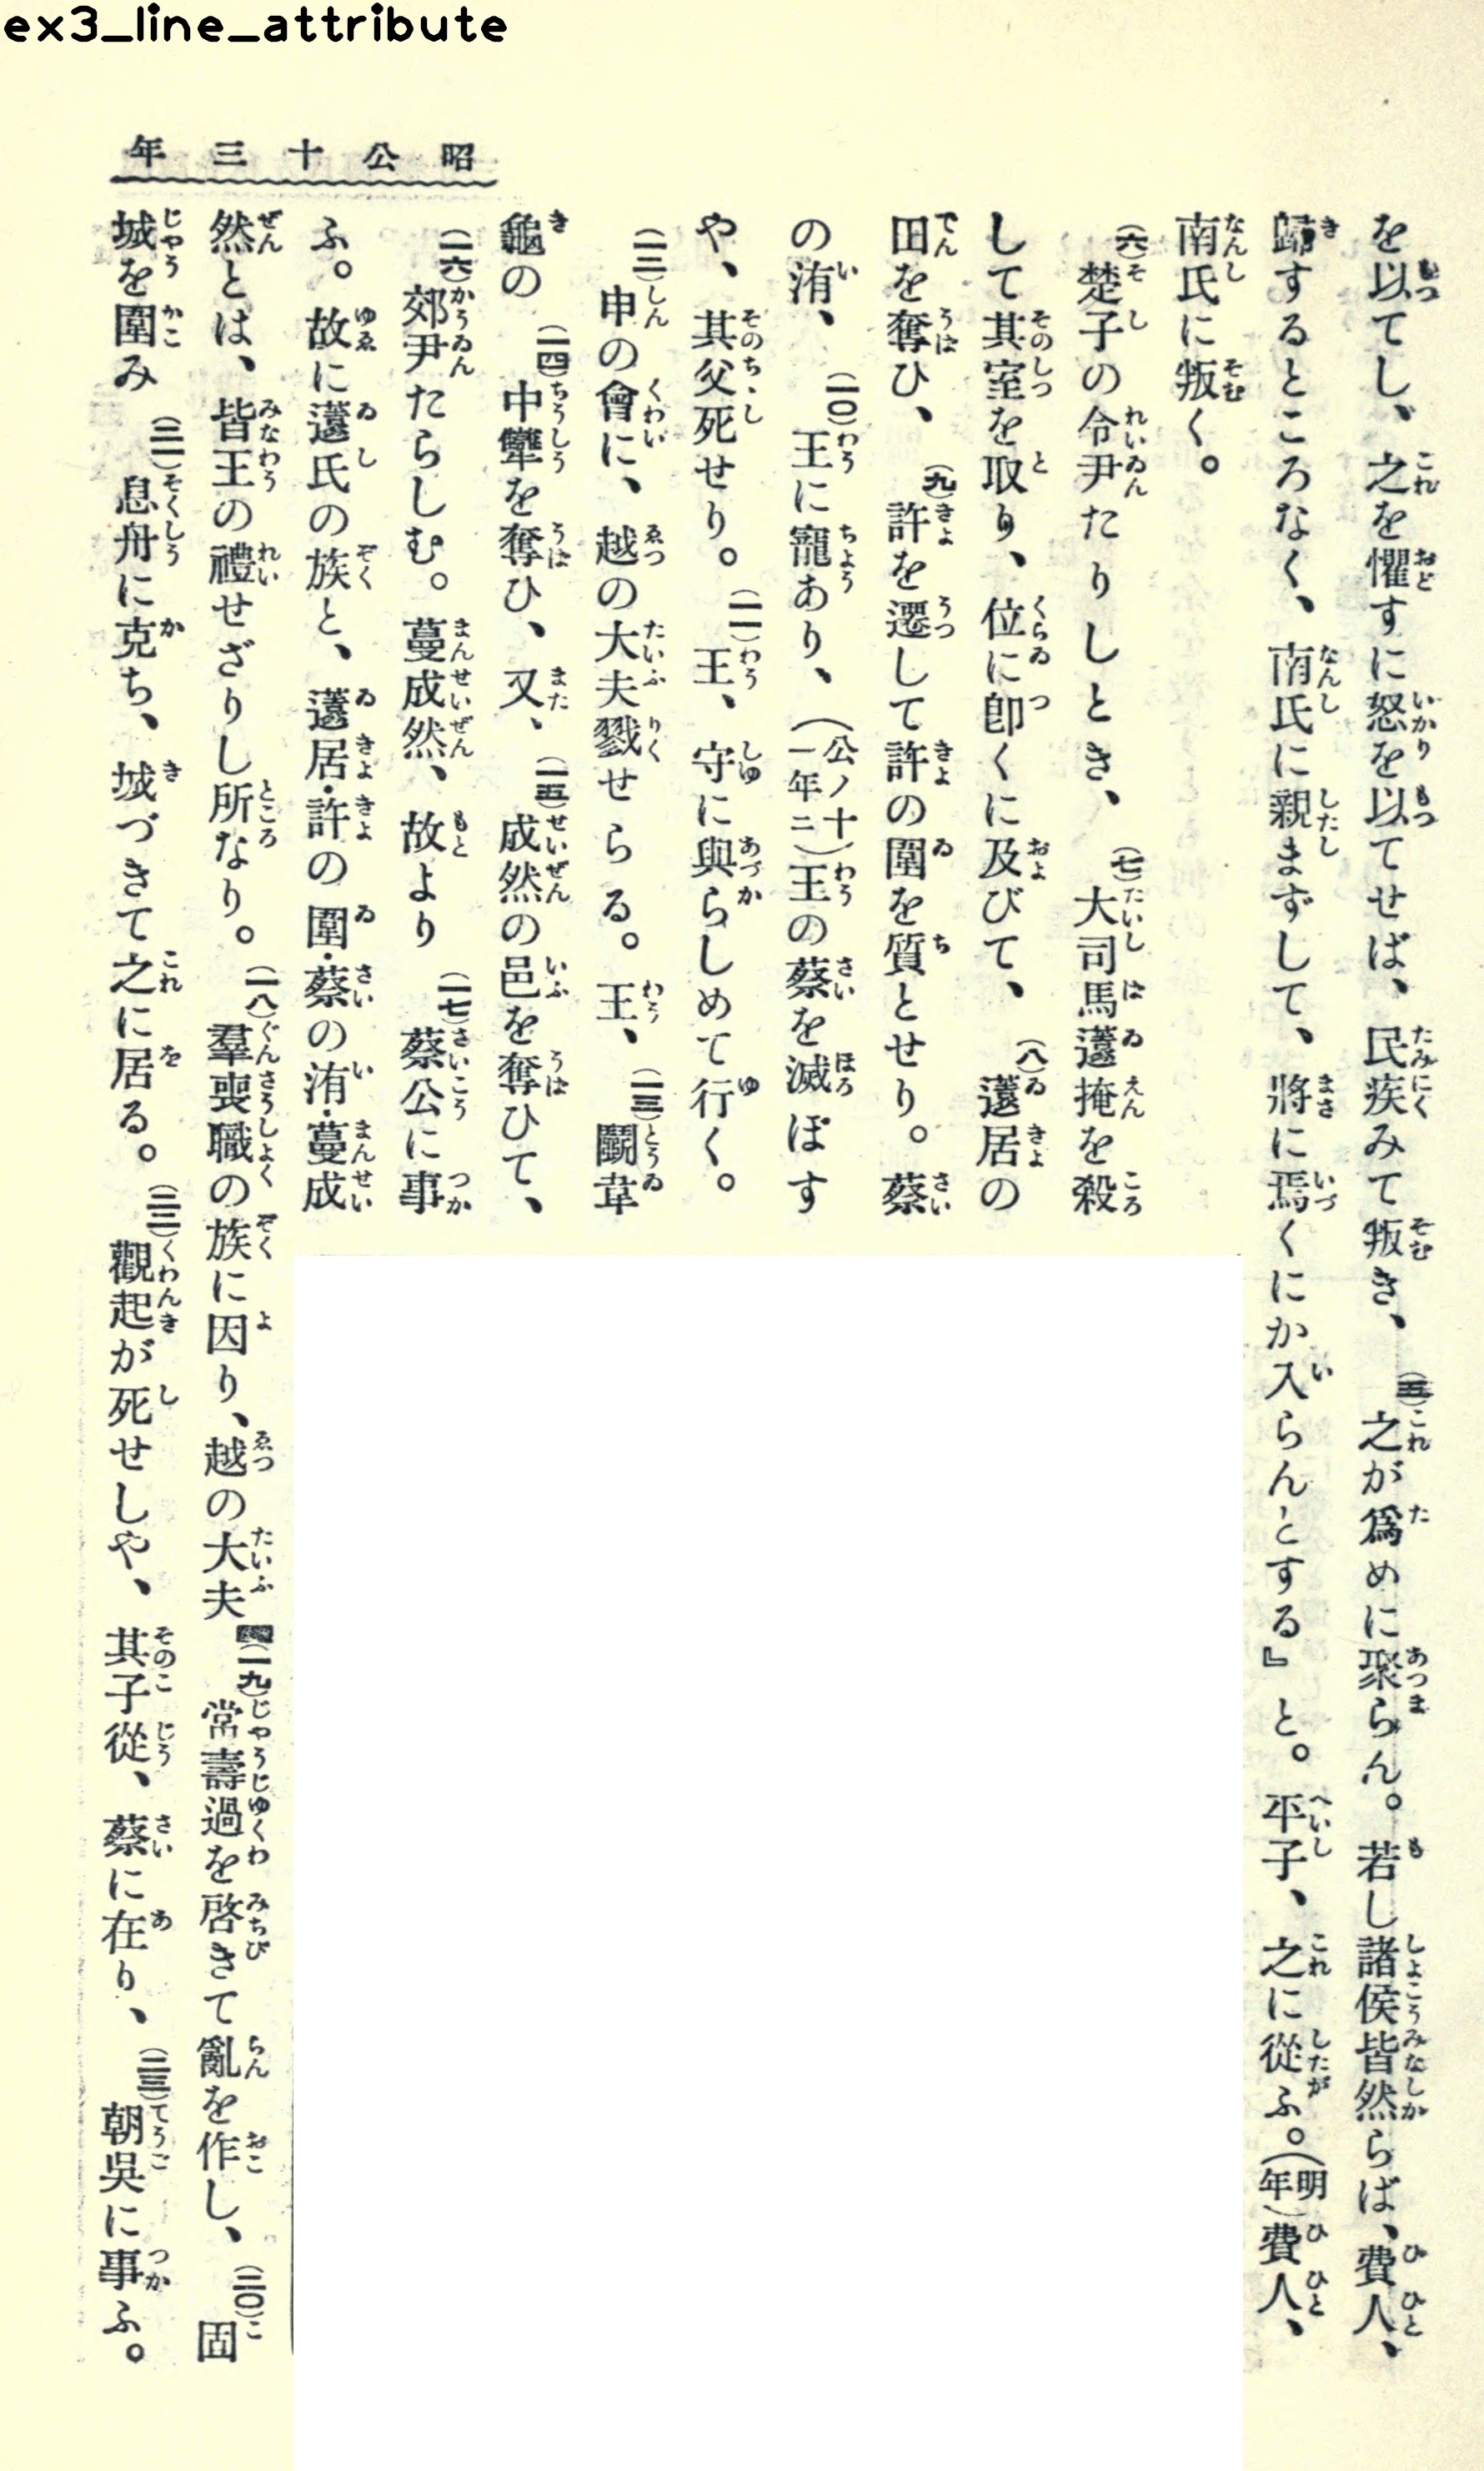 ex3_line_attribute
昭公十三年
を以てし、之を懼すに怒を以てせば、民疾みて叛き、(五)之が爲めに聚らん。若し諸侯皆然らば、費人、
歸するところなく、南氏に親まずして、將に焉くにか入らんとする』と。平子、之に從ふ。(明年)費人、
南氏に叛く。
(六)楚子の令尹たりしとき、(七)大司馬薳掩を殺
して其室を取り、位に卽くに及びて、(八)薳居の
田を奪ひ、(九)許を遷して許の圍を質とせり。蔡
の洧、(一〇)王に寵あり、(公ノ十一年ニ)王の蔡を滅ぼす
や、其父死せり。(一一)王、守に與らしめて行く。
(一二)申の會に、越の大夫戮せらる。王、(一三)鬭韋
龜の(一四)中犫を奪ひ、又、(一五)成然の邑を奪ひて、
(一六)郊尹たらしむ。蔓成然、故より(一七)蔡公に事
ふ。故に薳氏の族と、薳居・許の圍・蔡の洧・蔓成
然とは、皆王の禮せざりし所なり。(一八)羣喪職の族に因り、越の大夫(一九)常壽過を啓きて亂を作し、(二〇)固
城を圍み(二一)息舟に克ち、城づきて之に居る。(二二)觀起が死せしや、其子從、蔡に在り、(二三)朝吳に事ふ。